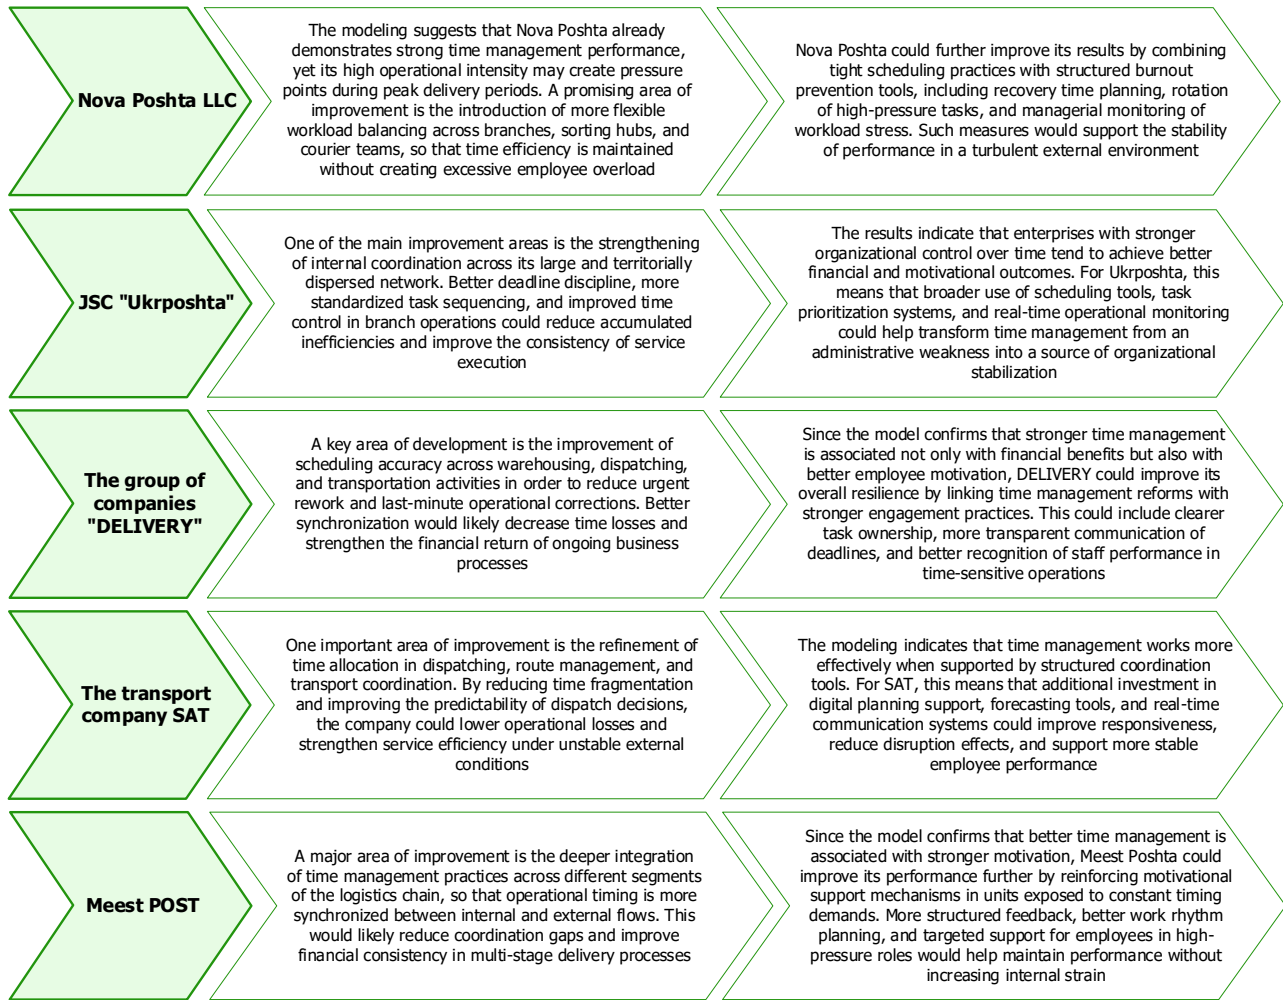 Nova Poshta LLC
The modeling suggests that Nova Poshta already
demonstrates strong time management performance,
yet its high operational intensity may create pressure
points during peak delivery periods. A promising area of
improvement is the introduction of more flexible
workload balancing across branches, sorting hubs, and
courier teams, so that time efficiency is maintained
without creating excessive employee overload
Nova Poshta could further improve its results by combining
tight scheduling practices with structured burnout
prevention tools, including recovery time planning, rotation
of high-pressure tasks, and managerial monitoring of
workload stress. Such measures would support the stability
of performance in a turbulent external environment
JSC "Ukrposhta"
One of the main improvement areas is the strengthening
of internal coordination across its large and territorially
dispersed network. Better deadline discipline, more
standardized task sequencing, and improved time
control in branch operations could reduce accumulated
inefficiencies and improve the consistency of service
execution
The results indicate that enterprises with stronger
organizational control over time tend to achieve better
financial and motivational outcomes. For Ukrposhta, this
means that broader use of scheduling tools, task
prioritization systems, and real-time operational monitoring
could help transform time management from an
administrative weakness into a source of organizational
stabilization
The group of
companies
"DELIVERY"
A key area of development is the improvement of
scheduling accuracy across warehousing, dispatching,
and transportation activities in order to reduce urgent
rework and last-minute operational corrections. Better
synchronization would likely decrease time losses and
strengthen the financial return of ongoing business
processes
Since the model confirms that stronger time management
is associated not only with financial benefits but also with
better employee motivation, DELIVERY could improve its
overall resilience by linking time management reforms with
stronger engagement practices. This could include clearer
task ownership, more transparent communication of
deadlines, and better recognition of staff performance in
time-sensitive operations
The transport
company SAT
One important area of improvement is the refinement of
time allocation in dispatching, route management, and
transport coordination. By reducing time fragmentation
and improving the predictability of dispatch decisions,
the company could lower operational losses and
strengthen service efficiency under unstable external
conditions
The modeling indicates that time management works more
effectively when supported by structured coordination
tools. For SAT, this means that additional investment in
digital planning support, forecasting tools, and real-time
communication systems could improve responsiveness,
reduce disruption effects, and support more stable
employee performance
Meest POST
A major area of improvement is the deeper integration
of time management practices across different segments
of the logistics chain, so that operational timing is more
synchronized between internal and external flows. This
would likely reduce coordination gaps and improve
financial consistency in multi-stage delivery processes
Since the model confirms that better time management is
associated with stronger motivation, Meest Poshta could
improve its performance further by reinforcing motivational
support mechanisms in units exposed to constant timing
demands. More structured feedback, better work rhythm
planning, and targeted support for employees in high-
pressure roles would help maintain performance without
increasing internal strain